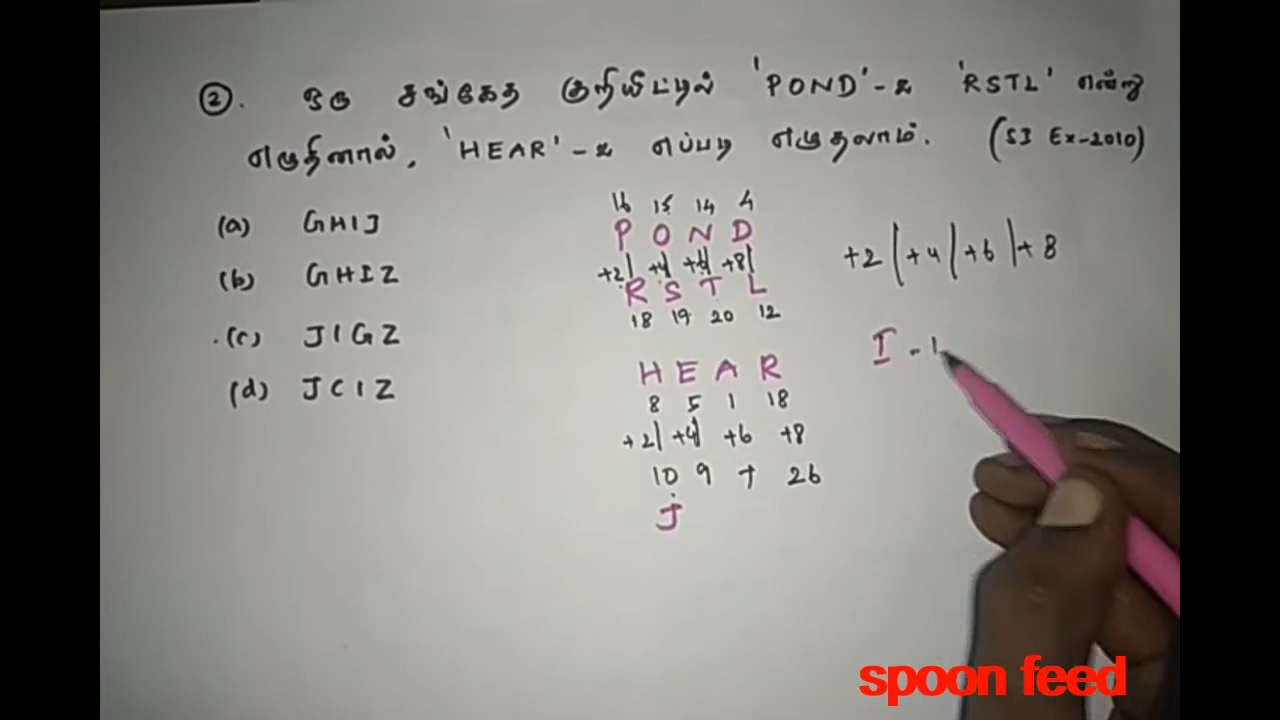 ②. ஒரு சங்கேத குறியீட்டில் 'POND'-ஐ 'RSTL' என்று
எழுதினால், 'HEAR'-ஐ எப்படி எழுதலாம். (SI Ex-2010)
(a) GHIJ
(b) GHIZ
(c) JIGZ
(d) JCIZ
16 15 14 4
P O N D
+2| +4| +6| +8|
R S T L
18 19 20 12
+2|+4|+6|+8
H E A R
8 5 1 18
+2| +4| +6 +8
10 9 7 26
J
I - 1
spoon feed